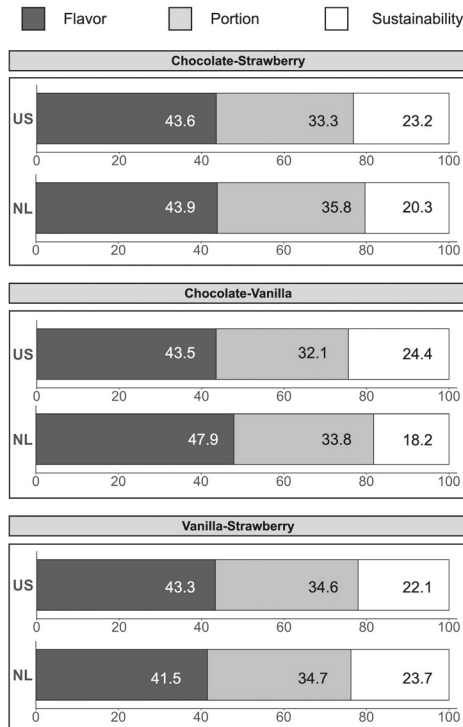 Flavor Portion Sustainability
Chocolate-Strawberry
US 43.6 33.3 23.2
0 20 40 60 80 100
NL 43.9 35.8 20.3
0 20 40 60 80 100
Chocolate-Vanilla
US 43.5 32.1 24.4
0 20 40 60 80 100
NL 47.9 33.8 18.2
0 20 40 60 80 100
Vanilla-Strawberry
US 43.3 34.6 22.1
0 20 40 60 80 100
NL 41.5 34.7 23.7
0 20 40 60 80 100